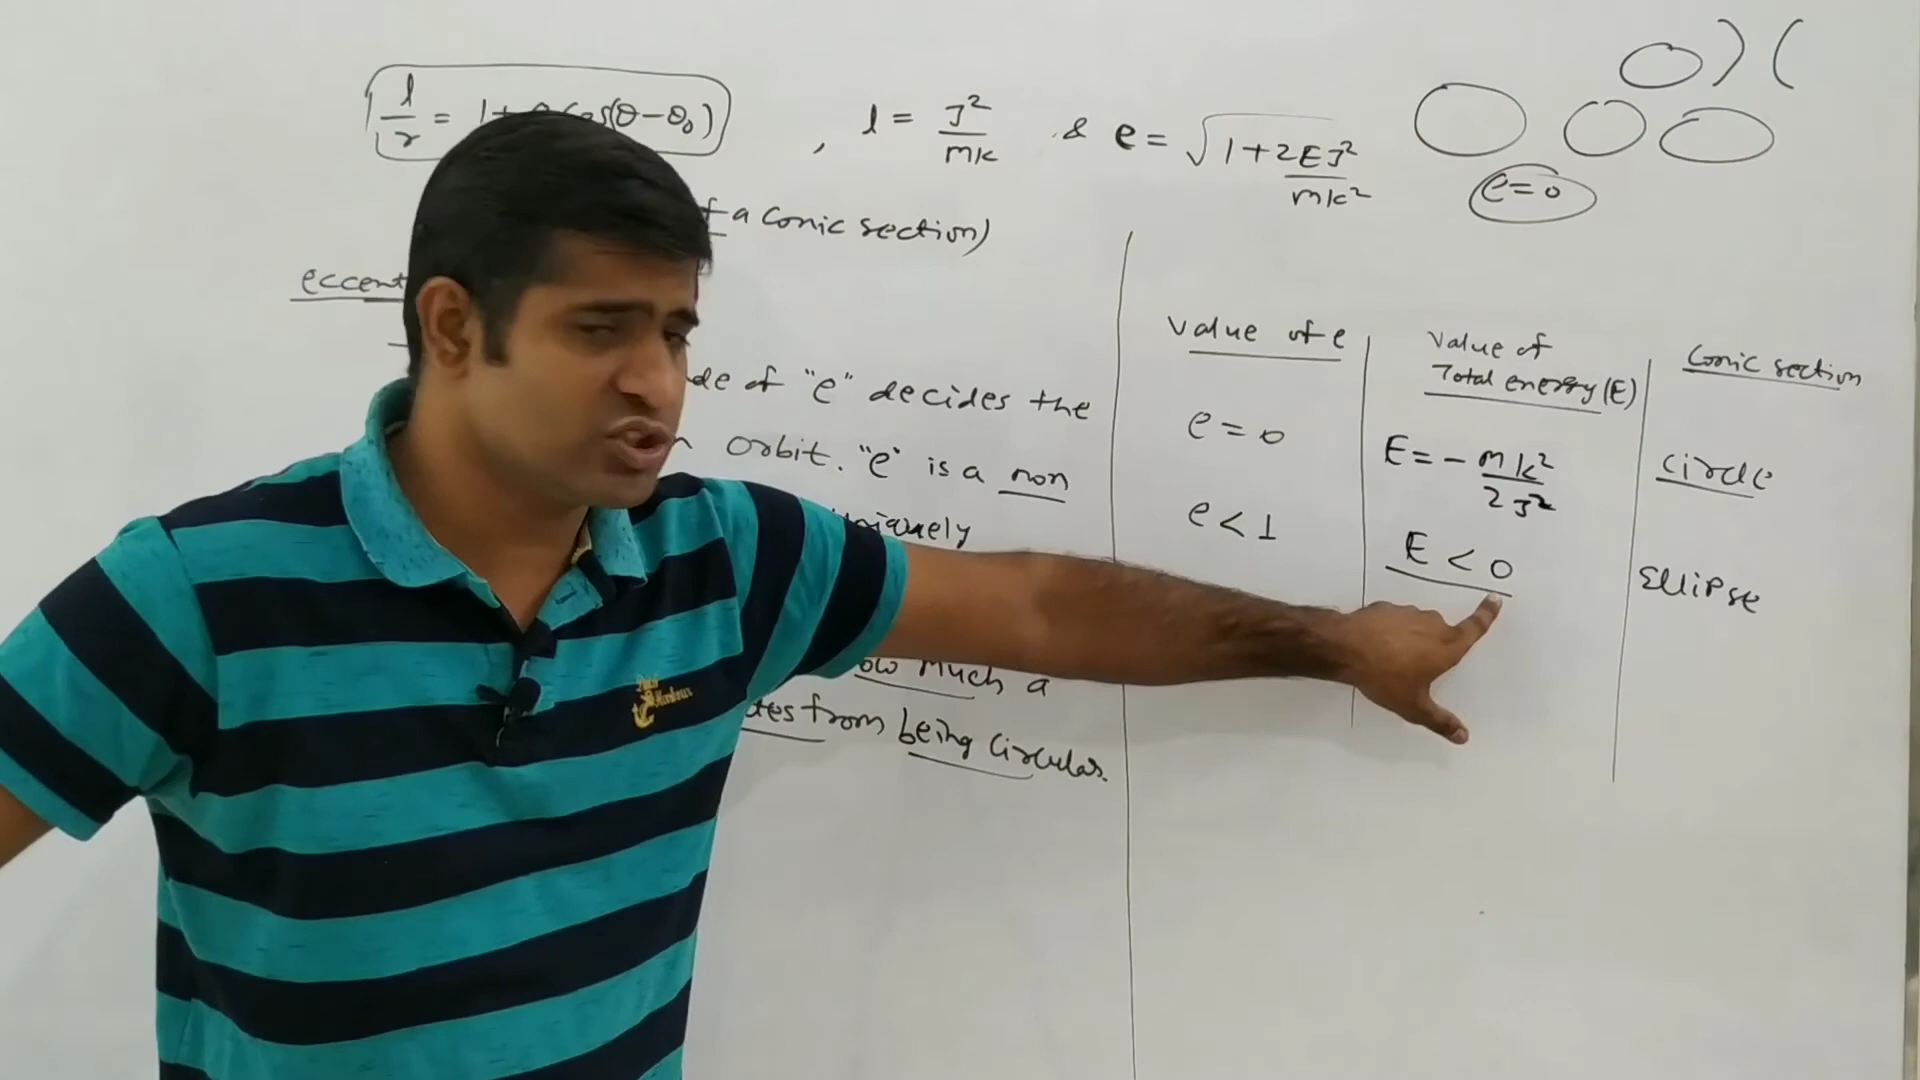 l/r = 1+ e Cos(θ-θ₀) , l = J²/mk & e = √1+2EJ²/mk²
e=0
f a Conic section)
eccent
de of "e" decides the
n orbit. "e" is a non
niquely
ow much a
tes from being circular.
Value of e
Value of
Total energy (E)
Conic section
e = 0
E = - mk²/2J²
circle
e < 1
E < 0
Ellipse